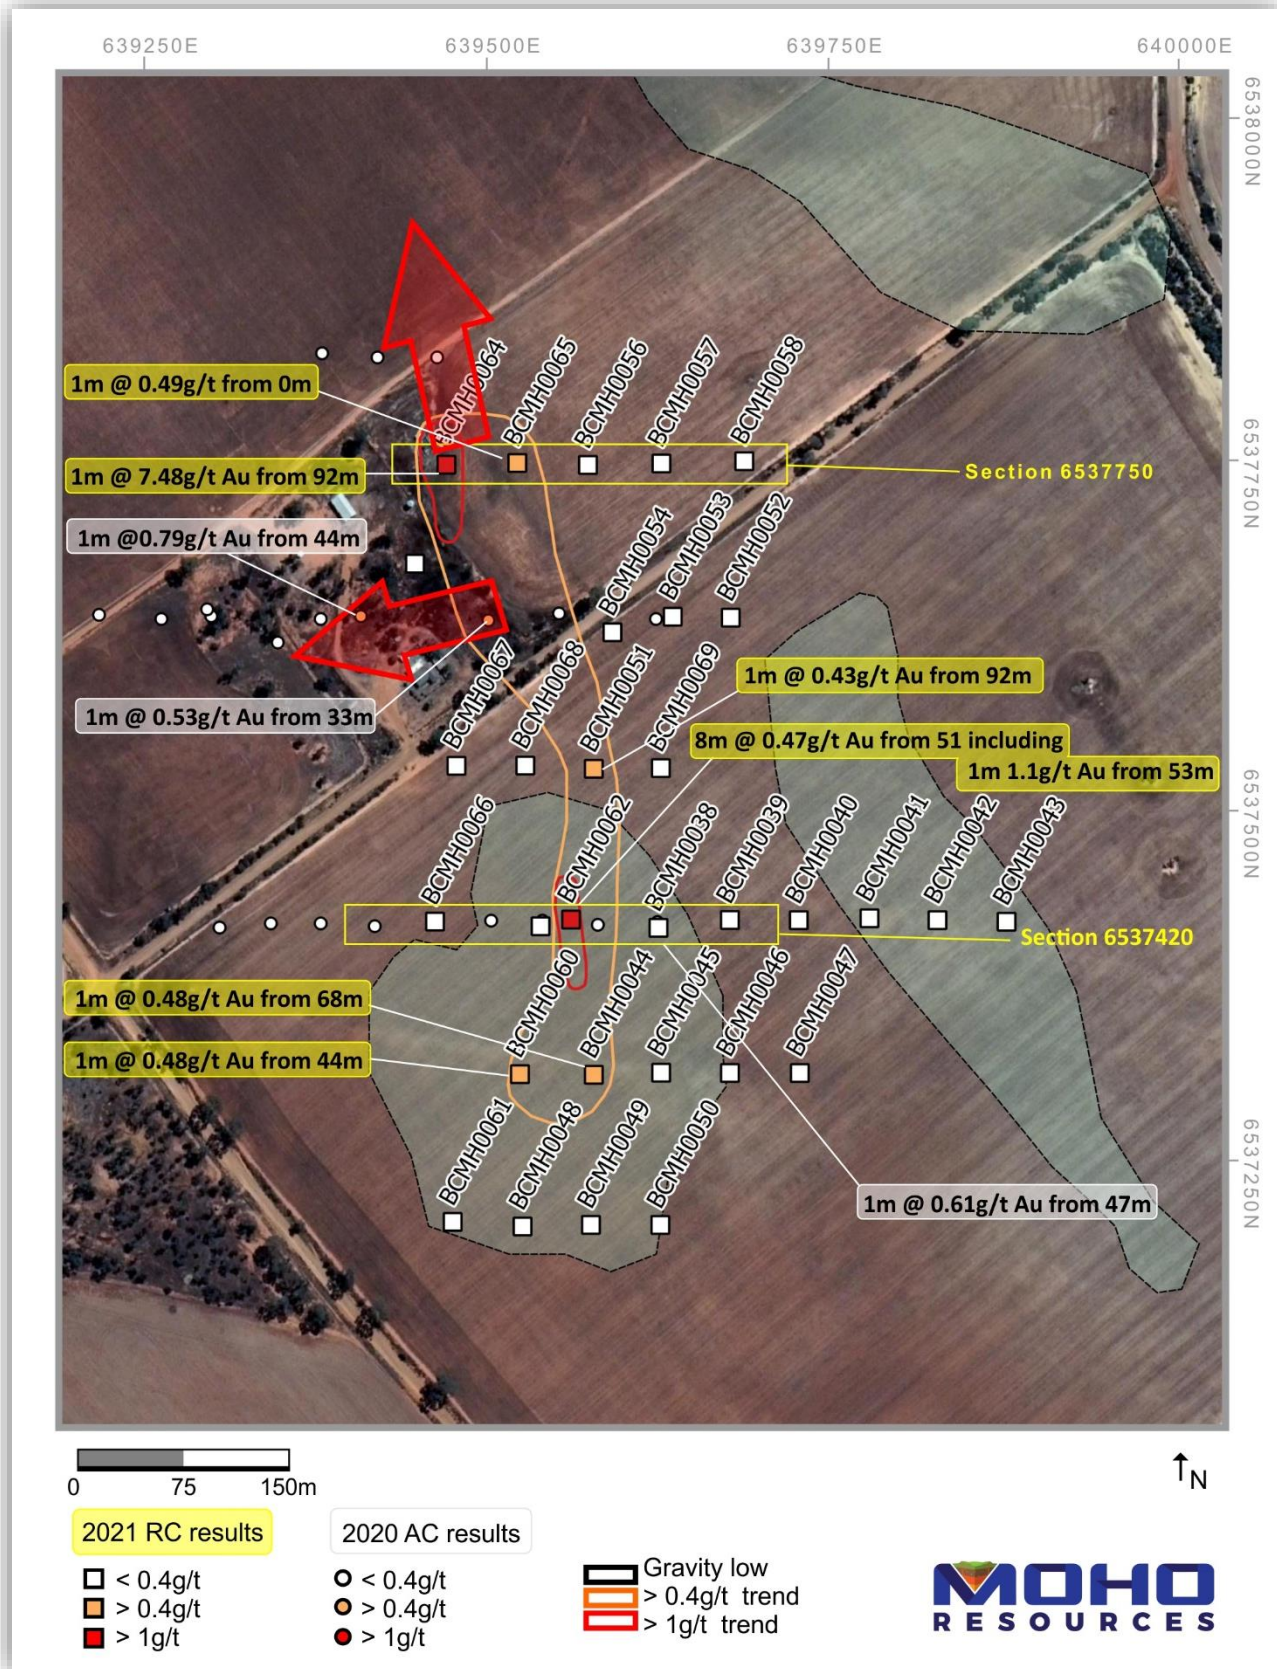 639250E
639500E
639750E
640000E
6538000N
BCMH0064
BCMH0065
BCMH0056
BCMH0057
BCMH0058
1m @ 0.49g/t from 0m
6537750N
Section 6537750
1m @ 7.48g/t Au from 92m
1m @0.79g/t Au from 44m
BCMH0054
BCMH0053
BCMH0052
BCMH0067
BCMH0068
BCMH0051
BCMH0069
1m @ 0.43g/t Au from 92m
1m @ 0.53g/t Au from 33m
8m @ 0.47g/t Au from 51 including
1m 1.1g/t Au from 53m
6537500N
BCMH0066
BCMH0062
BCMH0038
BCMH0039
BCMH0040
BCMH0041
BCMH0042
BCMH0043
Section 6537420
BCMH0060
BCMH0044
BCMH0045
BCMH0046
BCMH0047
1m @ 0.48g/t Au from 68m
1m @ 0.48g/t Au from 44m
BCMH0061
BCMH0048
BCMH0049
BCMH0050
6537250N
1m @ 0.61g/t Au from 47m
0 75 150m
N
2021 RC results
< 0.4g/t
> 0.4g/t
> 1g/t
2020 AC results
< 0.4g/t
> 0.4g/t
> 1g/t
Gravity low
> 0.4g/t trend
> 1g/t trend
MOHO
RESOURCES